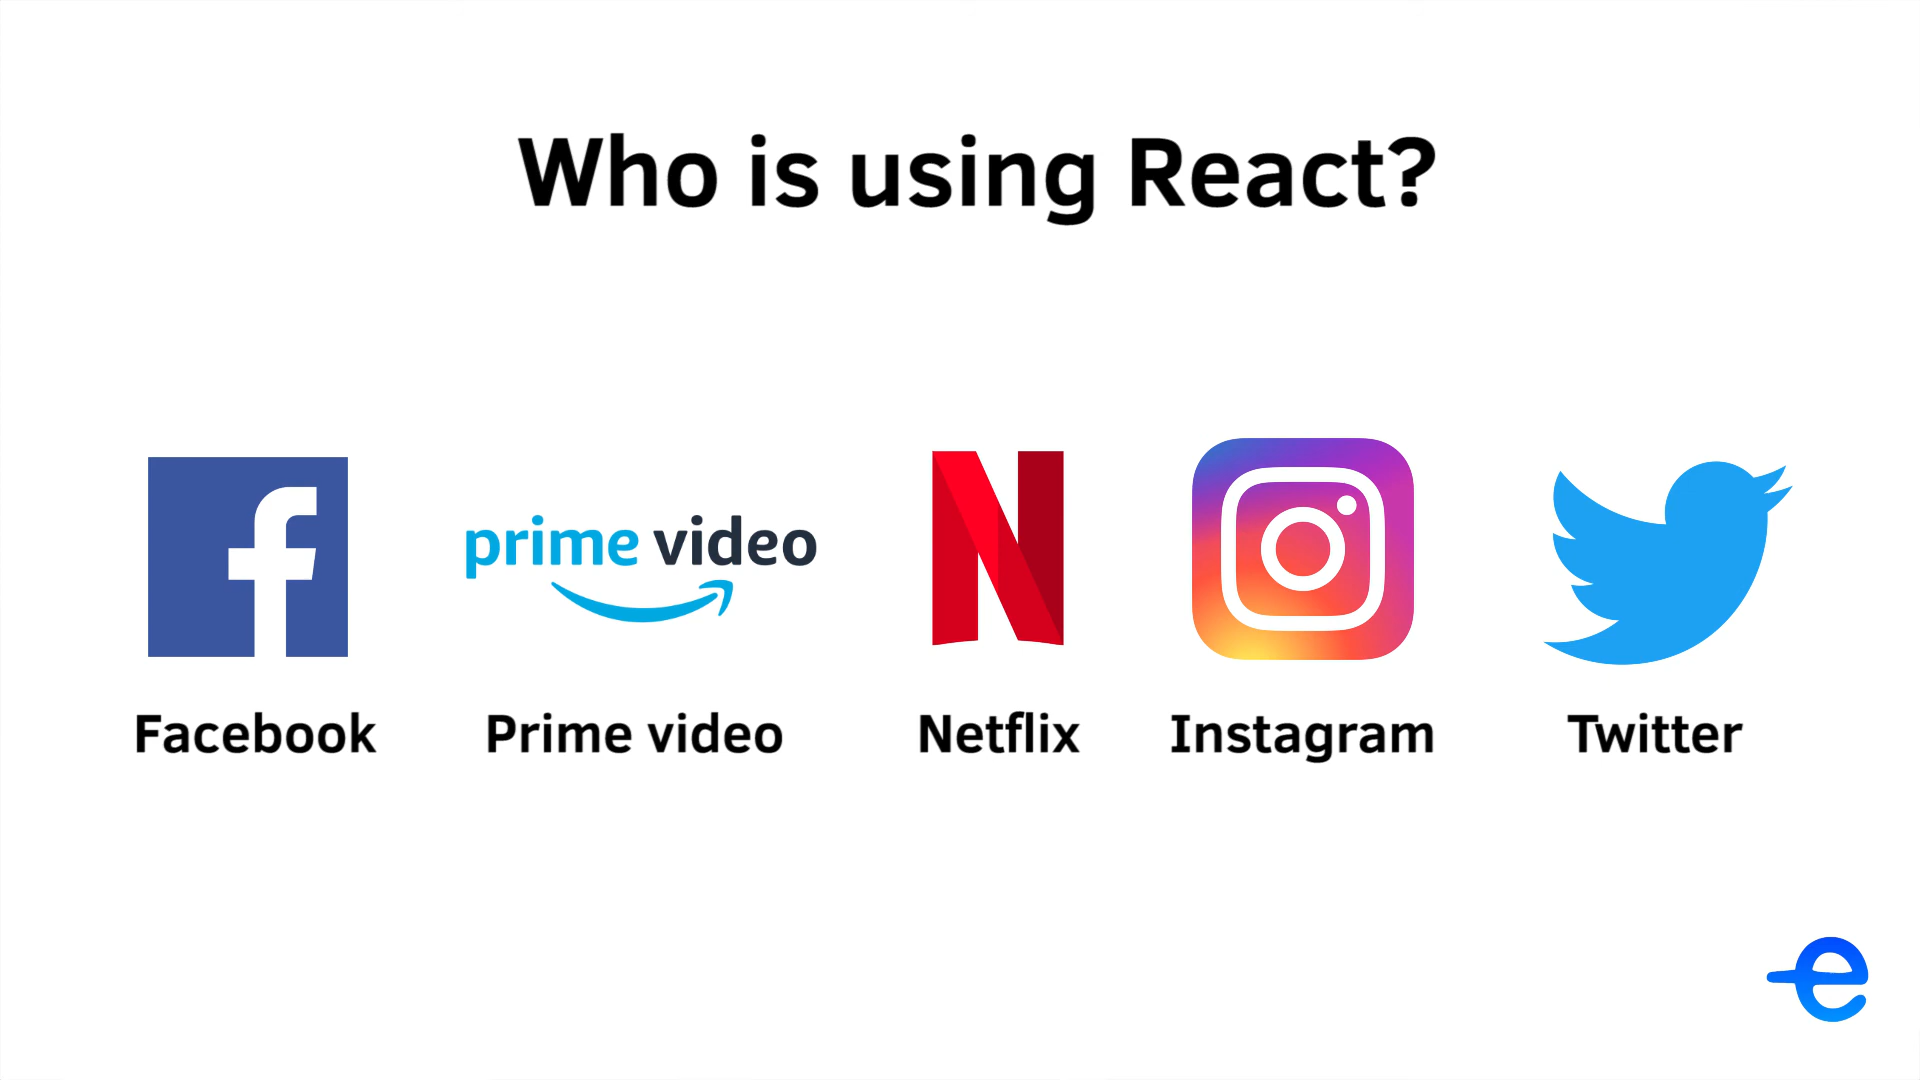 Who is using React?
prime video
Facebook
Prime video
Netflix
Instagram
Twitter